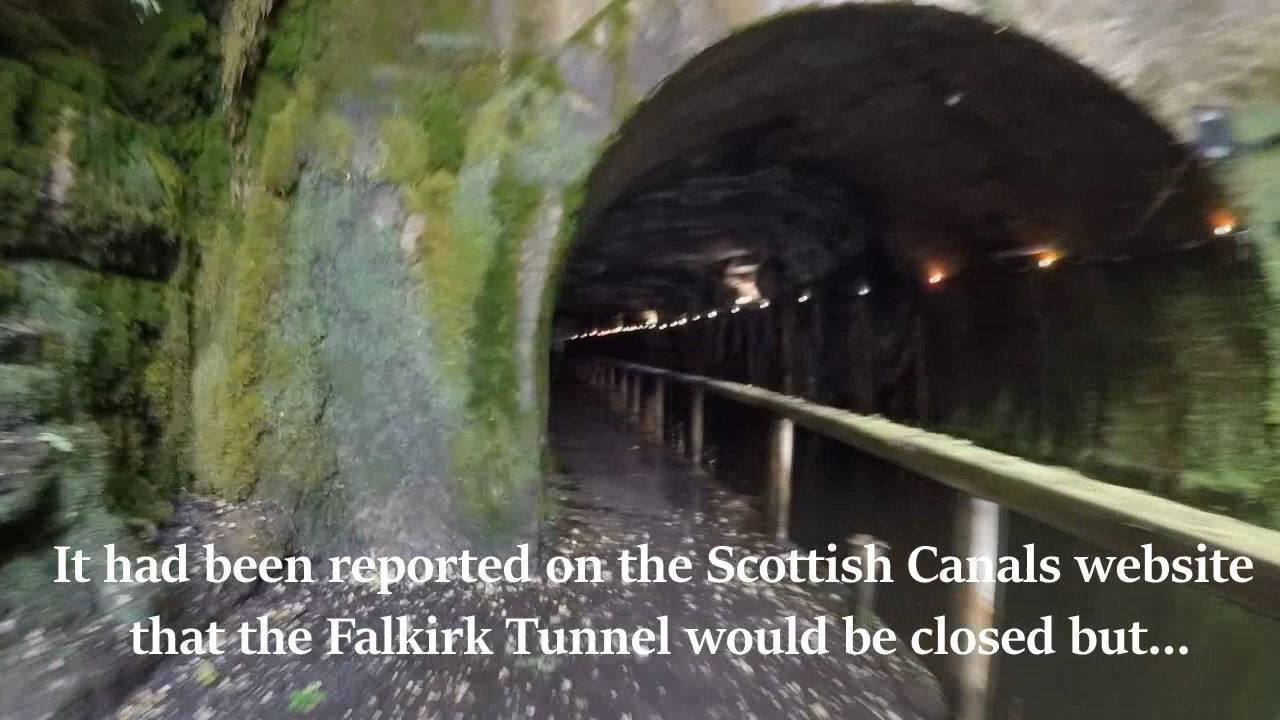 It had been reported on the Scottish Canals website
that the Falkirk Tunnel would be closed but...